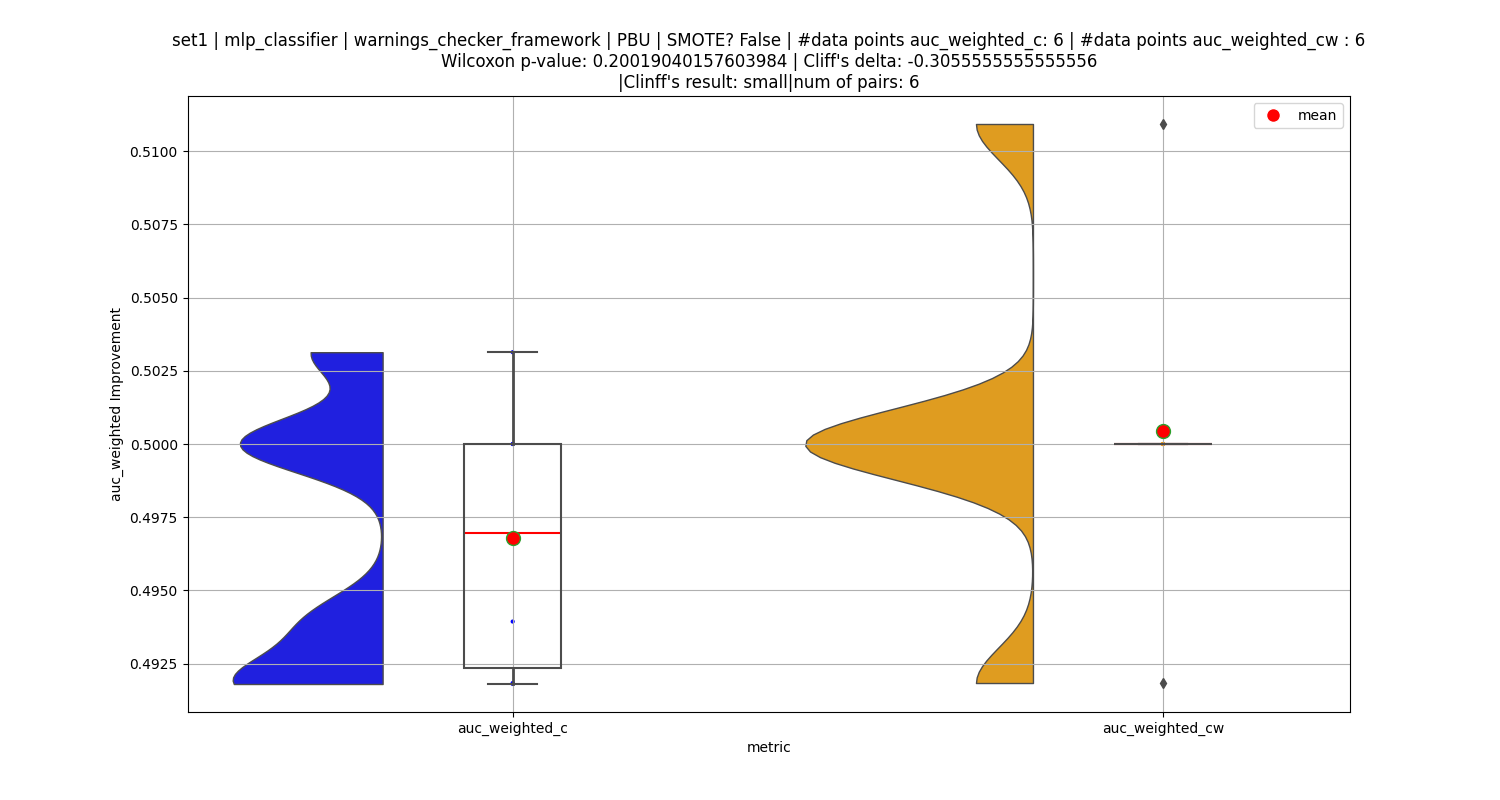 set1 | mlp_classifier | warnings_checker_framework | PBU | SMOTE? False | #data points auc_weighted_c: 6 | #data points auc_weighted_cw : 6
Wilcoxon p-value: 0.20019040157603984 | Cliff's delta: -0.3055555555555556
|Clinff's result: small|num of pairs: 6
mean
0.5100
0.5075
0.5050
0.5025
0.5000
0.4975
0.4950
0.4925
auc_weighted Improvement
auc_weighted_c
auc_weighted_cw
metric